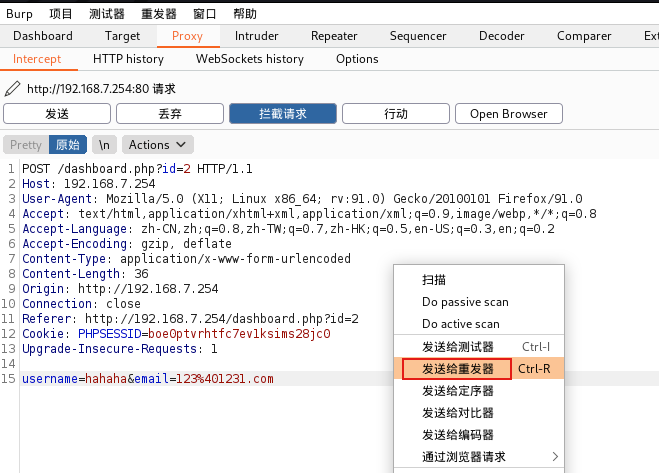 Burp 项目 测试器 重发器 窗口 帮助
Dashboard Target Proxy Intruder Repeater Sequencer Decoder Comparer Ext
Intercept HTTP history WebSockets history Options
http://192.168.7.254:80 请求
发送 丢弃 拦截请求 行动 Open Browser
Pretty 原始 \n Actions
1 POST /dashboard.php?id=2 HTTP/1.1
2 Host: 192.168.7.254
3 User-Agent: Mozilla/5.0 (X11; Linux x86_64; rv:91.0) Gecko/20100101 Firefox/91.0
4 Accept: text/html,application/xhtml+xml,application/xml;q=0.9,image/webp,*/*;q=0.8
5 Accept-Language: zh-CN,zh;q=0.8,zh-TW;q=0.7,zh-HK;q=0.5,en-US;q=0.3,en;q=0.2
6 Accept-Encoding: gzip, deflate
7 Content-Type: application/x-www-form-urlencoded
8 Content-Length: 36
9 Origin: http://192.168.7.254
10 Connection: close
11 Referer: http://192.168.7.254/dashboard.php?id=2
12 Cookie: PHPSESSID=boe0ptvrhtfc7ev1ksims28jc0
13 Upgrade-Insecure-Requests: 1
14
15 username=hahaha&email=123%401231.com
扫描
Do passive scan
Do active scan
发送给测试器 Ctrl-I
发送给重发器 Ctrl-R
发送给定序器
发送给对比器
发送给编码器
通过浏览器请求